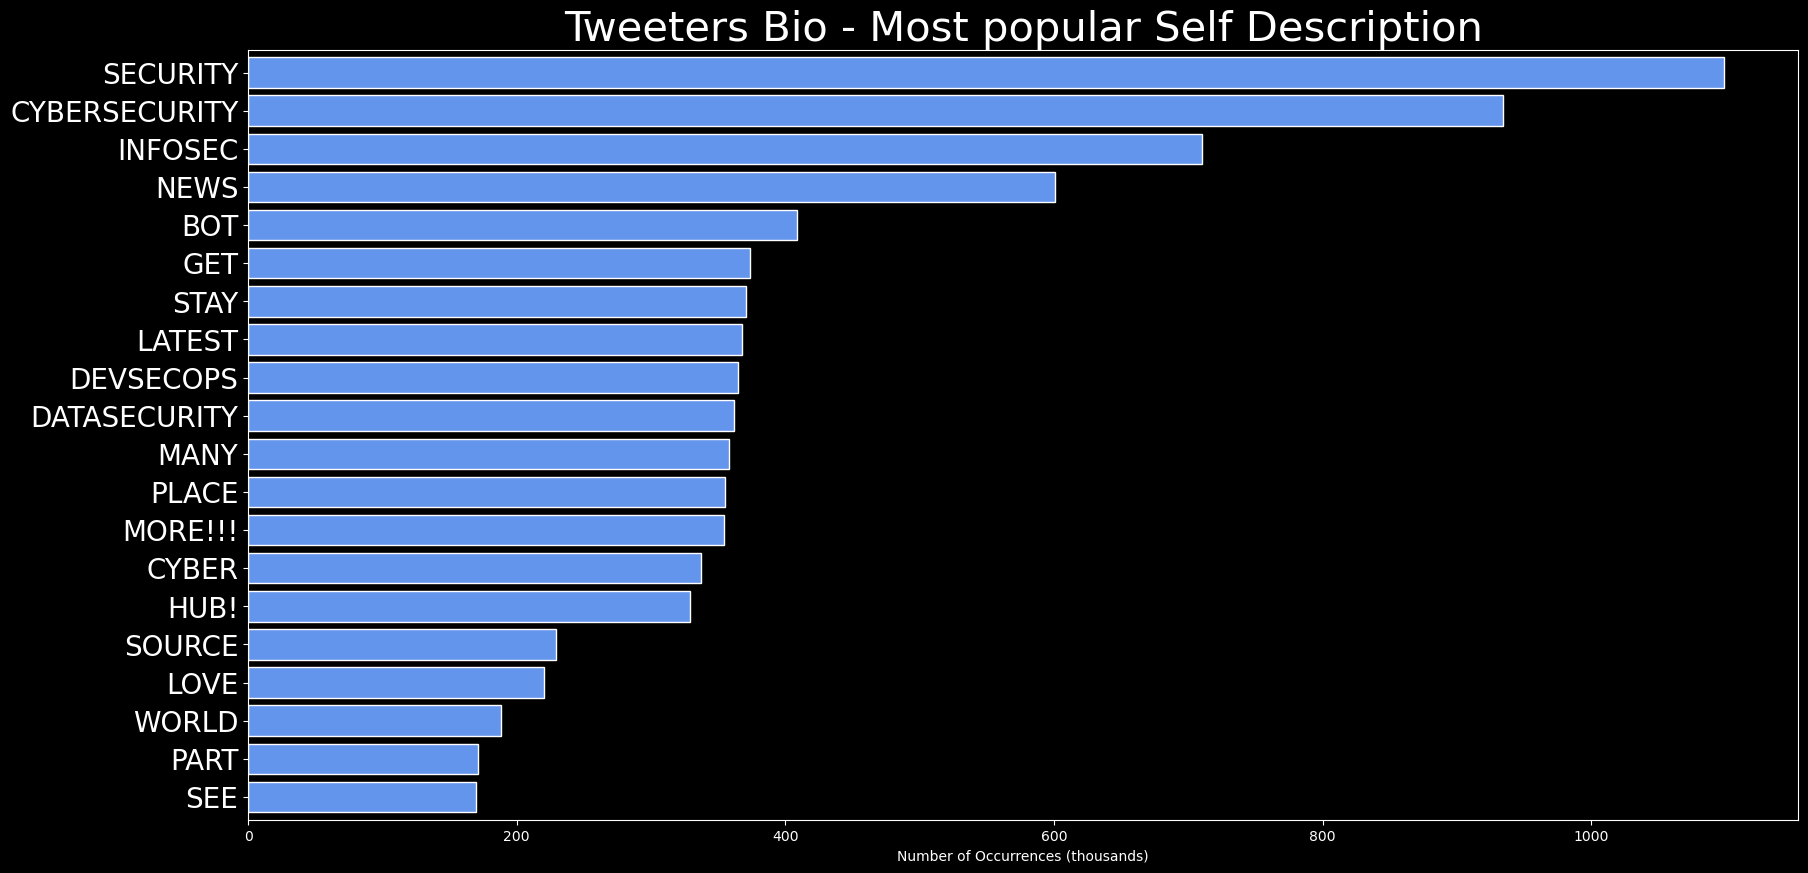 Tweeters Bio - Most popular Self Description
SECURITY
CYBERSECURITY
INFOSEC
NEWS
BOT
GET
STAY
LATEST
DEVSECOPS
DATASECURITY
MANY
PLACE
MORE!!!
CYBER
HUB!
SOURCE
LOVE
WORLD
PART
SEE
0 200 400 600 800 1000
Number of Occurrences (thousands)